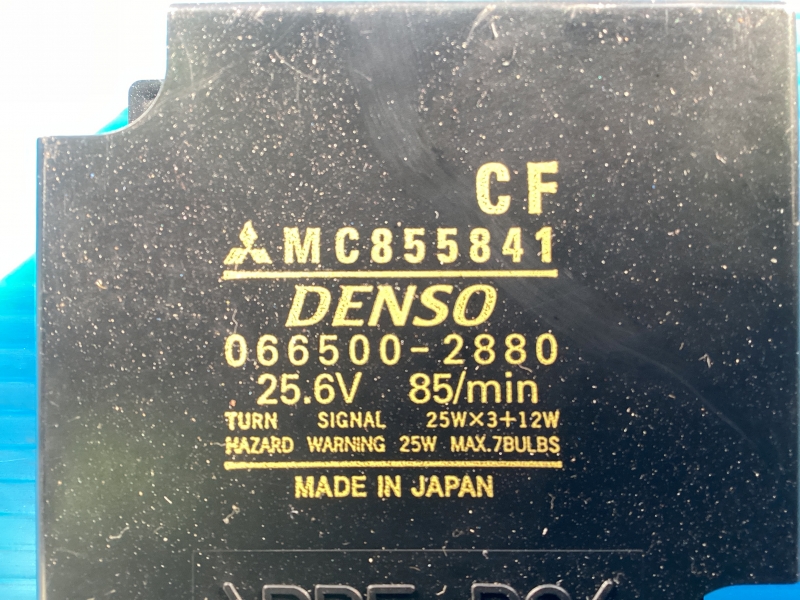 CF
MC855841
DENSO
066500-2880
25.6V 85/min
TURN SIGNAL 25W×3+12W
HAZARD WARNING 25W MAX.7BULBS
MADE IN JAPAN